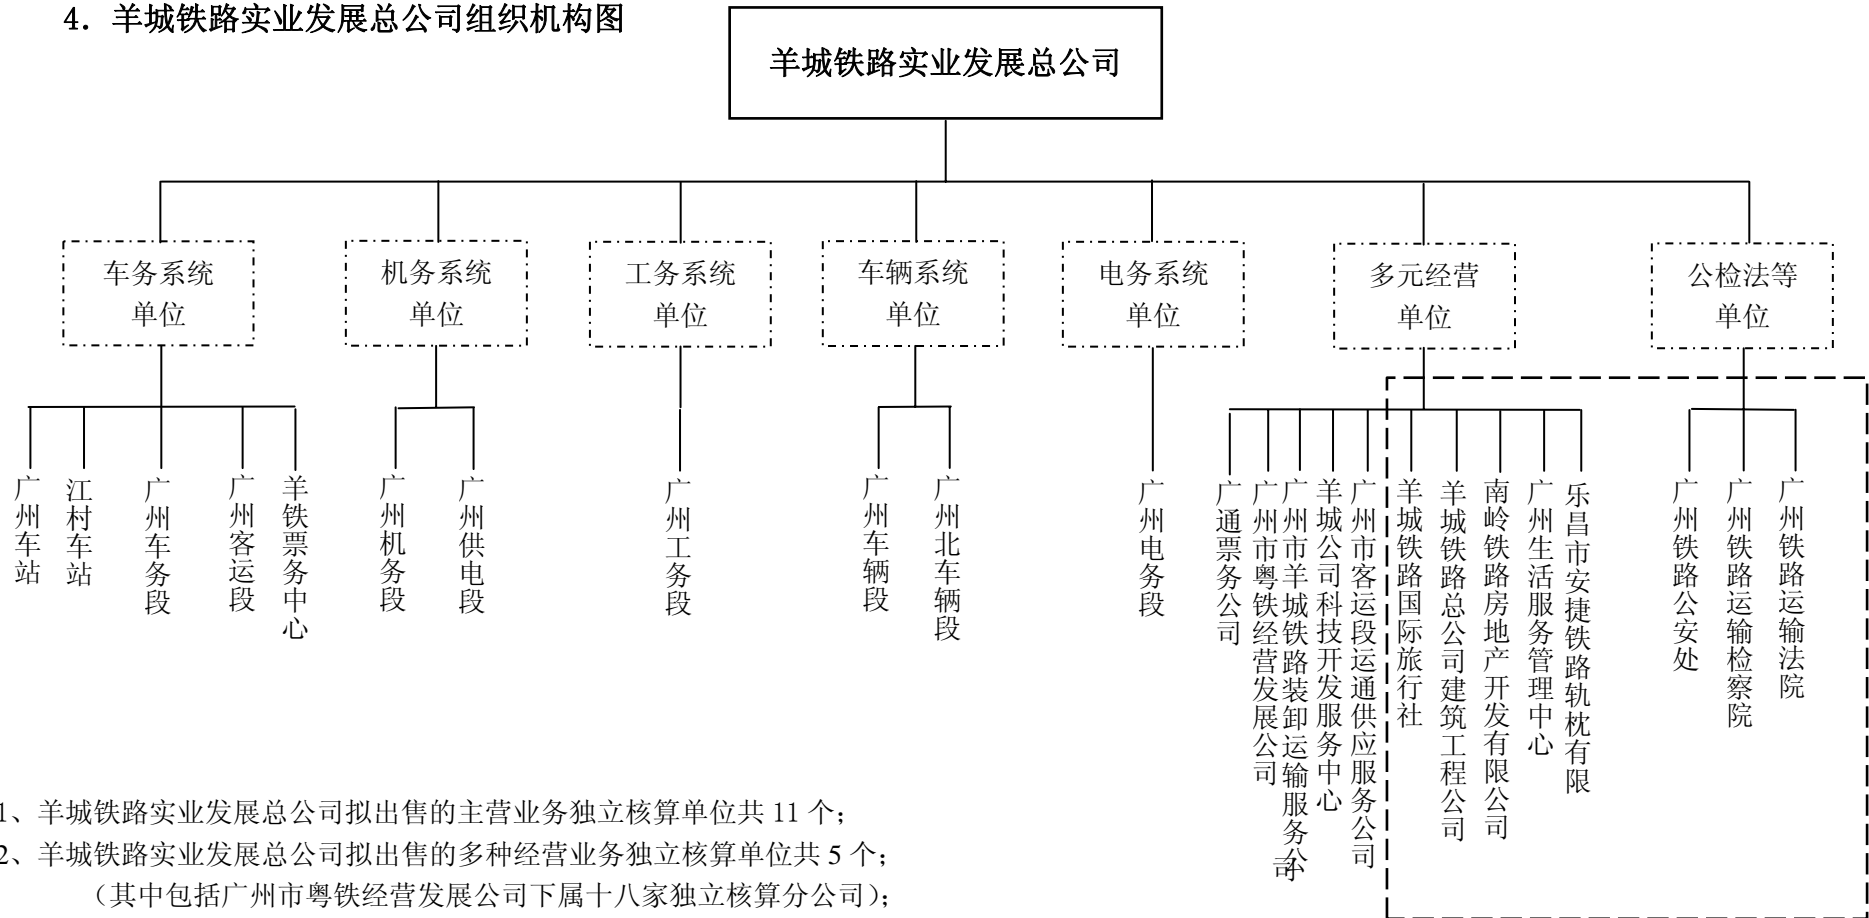 4. 羊城铁路实业发展总公司组织机构图
羊城铁路实业发展总公司
车务系统
单位
机务系统
单位
工务系统
单位
车辆系统
单位
电务系统
单位
多元经营
单位
公检法等
单位
广州车站
江村车站
广州车务段
广州客运段
羊铁票务中心
广州机务段
广州供电段
广州工务段
广州车辆段
广州北车辆段
广州电务段
广通票务公司
广州市粤铁经营发展公司
广州市羊城铁路装卸运输服务公司
羊城公司科技开发服务中心
广州市客运段运通供应服务公司
羊城铁路国际旅行社
羊城铁路总公司建筑工程公司
南岭铁路房地产开发有限公司
广州生活服务管理中心
乐昌市安捷铁路轨枕有限
广州铁路公安处
广州铁路运输检察院
广州铁路运输法院
1、羊城铁路实业发展总公司拟出售的主营业务独立核算单位共 11 个；
2、羊城铁路实业发展总公司拟出售的多种经营业务独立核算单位共 5 个；
（其中包括广州市粤铁经营发展公司下属十八家独立核算分公司）；